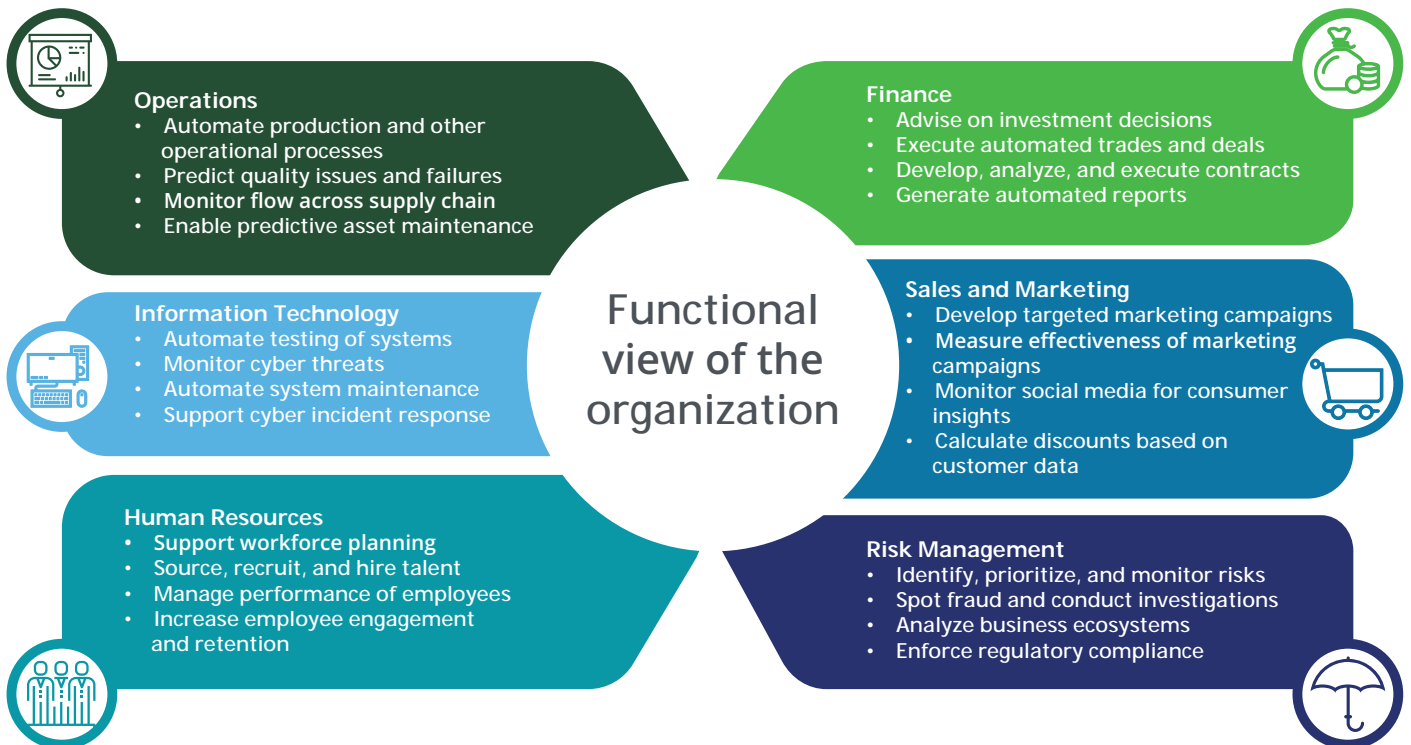 Operations
• Automate production and other
operational processes
• Predict quality issues and failures
• Monitor flow across supply chain
• Enable predictive asset maintenance
Information Technology
• Automate testing of systems
• Monitor cyber threats
• Automate system maintenance
• Support cyber incident response
Human Resources
• Support workforce planning
• Source, recruit, and hire talent
• Manage performance of employees
• Increase employee engagement
and retention
Functional
view of the
organization
Finance
• Advise on investment decisions
• Execute automated trades and deals
• Develop, analyze, and execute contracts
• Generate automated reports
Sales and Marketing
• Develop targeted marketing campaigns
• Measure effectiveness of marketing
campaigns
• Monitor social media for consumer
insights
• Calculate discounts based on
customer data
Risk Management
• Identify, prioritize, and monitor risks
• Spot fraud and conduct investigations
• Analyze business ecosystems
• Enforce regulatory compliance